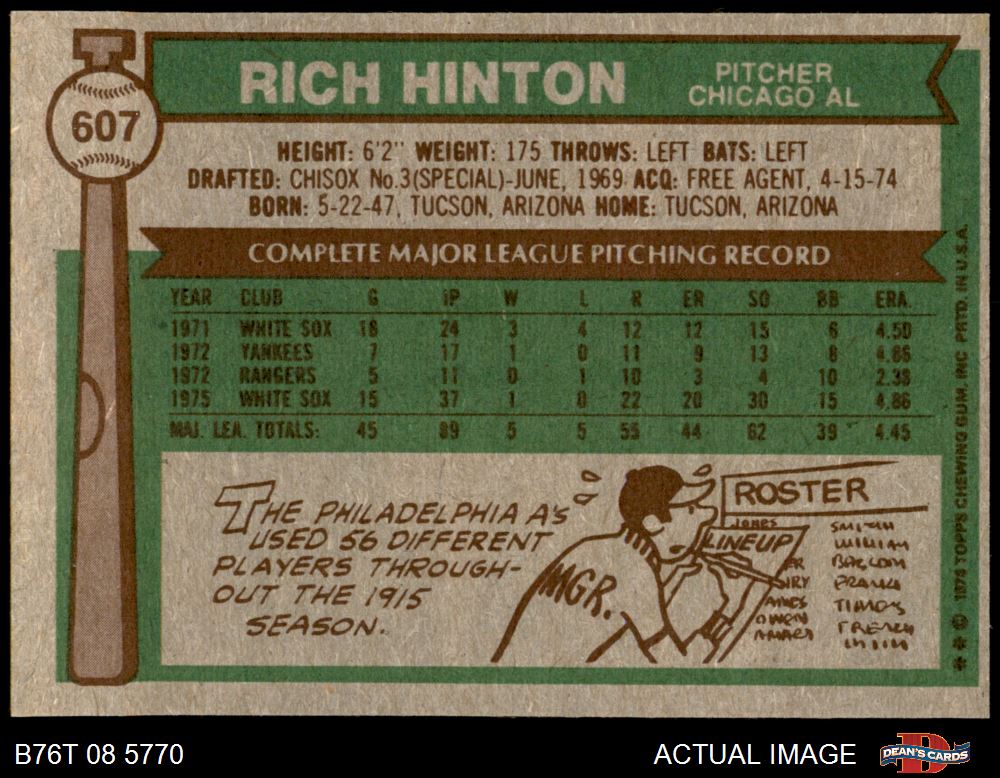 607
RICH HINTON
PITCHER
CHICAGO AL
HEIGHT: 6'2" WEIGHT: 175 THROWS: LEFT BATS: LEFT
DRAFTED: CHISOX No.3(SPECIAL)-JUNE, 1969 ACQ: FREE AGENT, 4-15-74
BORN: 5-22-47, TUCSON, ARIZONA HOME: TUCSON, ARIZONA
COMPLETE MAJOR LEAGUE PITCHING RECORD
YEAR CLUB G IP W L R ER SO BB ERA
1971 WHITE SOX 18 24 3 4 12 12 15 6 4.50
1972 YANKEES 7 17 1 0 11 9 13 8 4.86
1972 RANGERS 5 11 0 1 10 3 4 10 2.38
1975 WHITE SOX 15 37 1 0 22 20 30 15 4.86
MAJ. LEA. TOTALS: 45 89 5 5 55 44 62 39 4.45
THE PHILADELPHIA A'S
USED 56 DIFFERENT
PLAYERS THROUGH-
OUT THE 1915
SEASON.
MGR.
ROSTER
JONES
LINEUP
SMITH
FRANK
TIMOS
FRENCH
OWEN
** © 1976 TOPPS CHEWING GUM, INC PRTD. IN U.S.A.
B76T 08 5770
ACTUAL IMAGE
DEAN'S CARDS